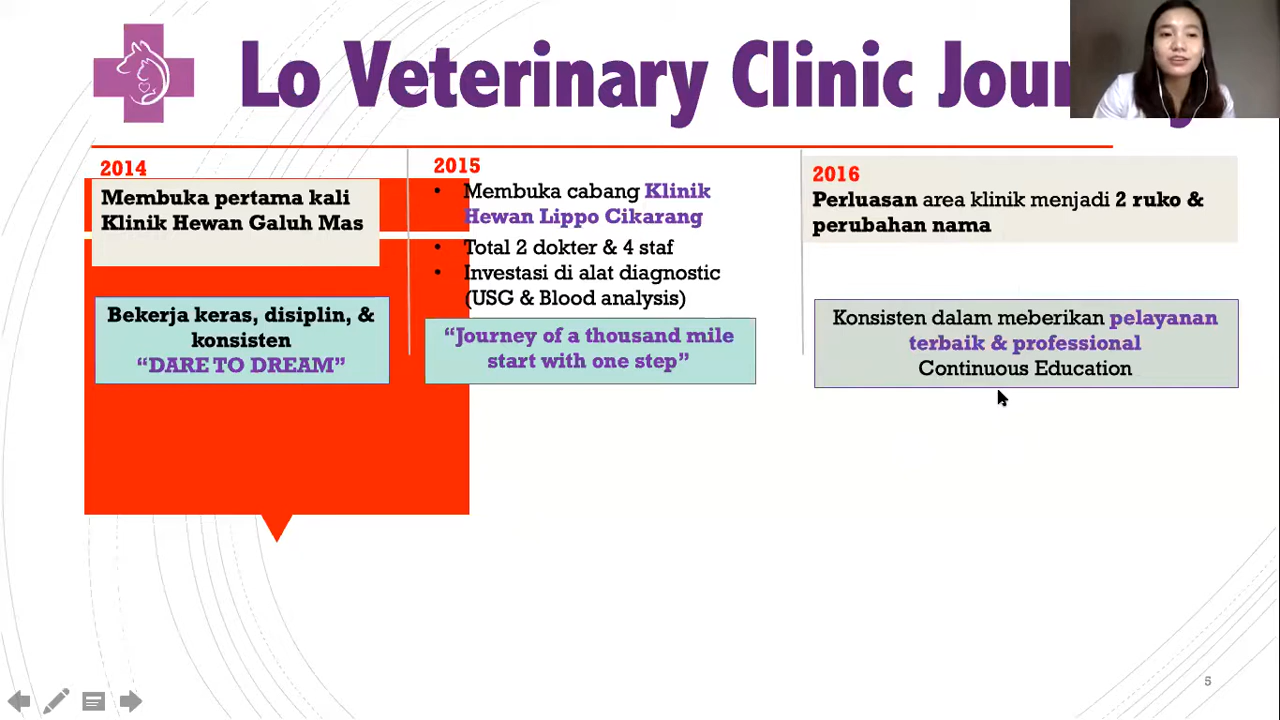 Lo Veterinary Clinic Jour
2014
Membuka pertama kali
Klinik Hewan Galuh Mas
Bekerja keras, disiplin, &
konsisten
“DARE TO DREAM”
2015
• Membuka cabang Klinik
Hewan Lippo Cikarang
• Total 2 dokter & 4 staf
• Investasi di alat diagnostic
(USG & Blood analysis)
“Journey of a thousand mile
start with one step”
2016
Perluasan area klinik menjadi 2 ruko &
perubahan nama
Konsisten dalam meberikan pelayanan
terbaik & professional
Continuous Education
5